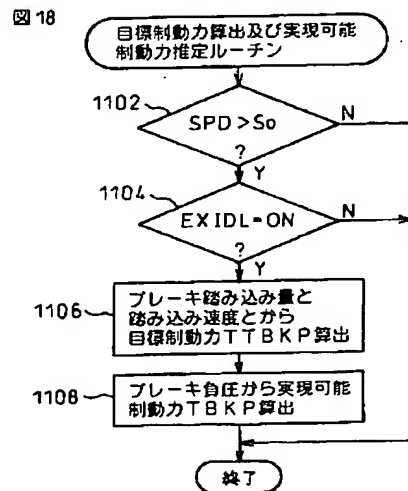 図18
目標制動力算出及び実現可能
制動力推定ルーチン
1102
SPD>So
?
N
Y
1104
EXIDL=ON
?
N
Y
1106
ブレーキ踏み込み量と
踏み込み速度とから
目標制動力TTBKP算出
1108
ブレーキ負圧から実現可能
制動力TBKP算出
終了